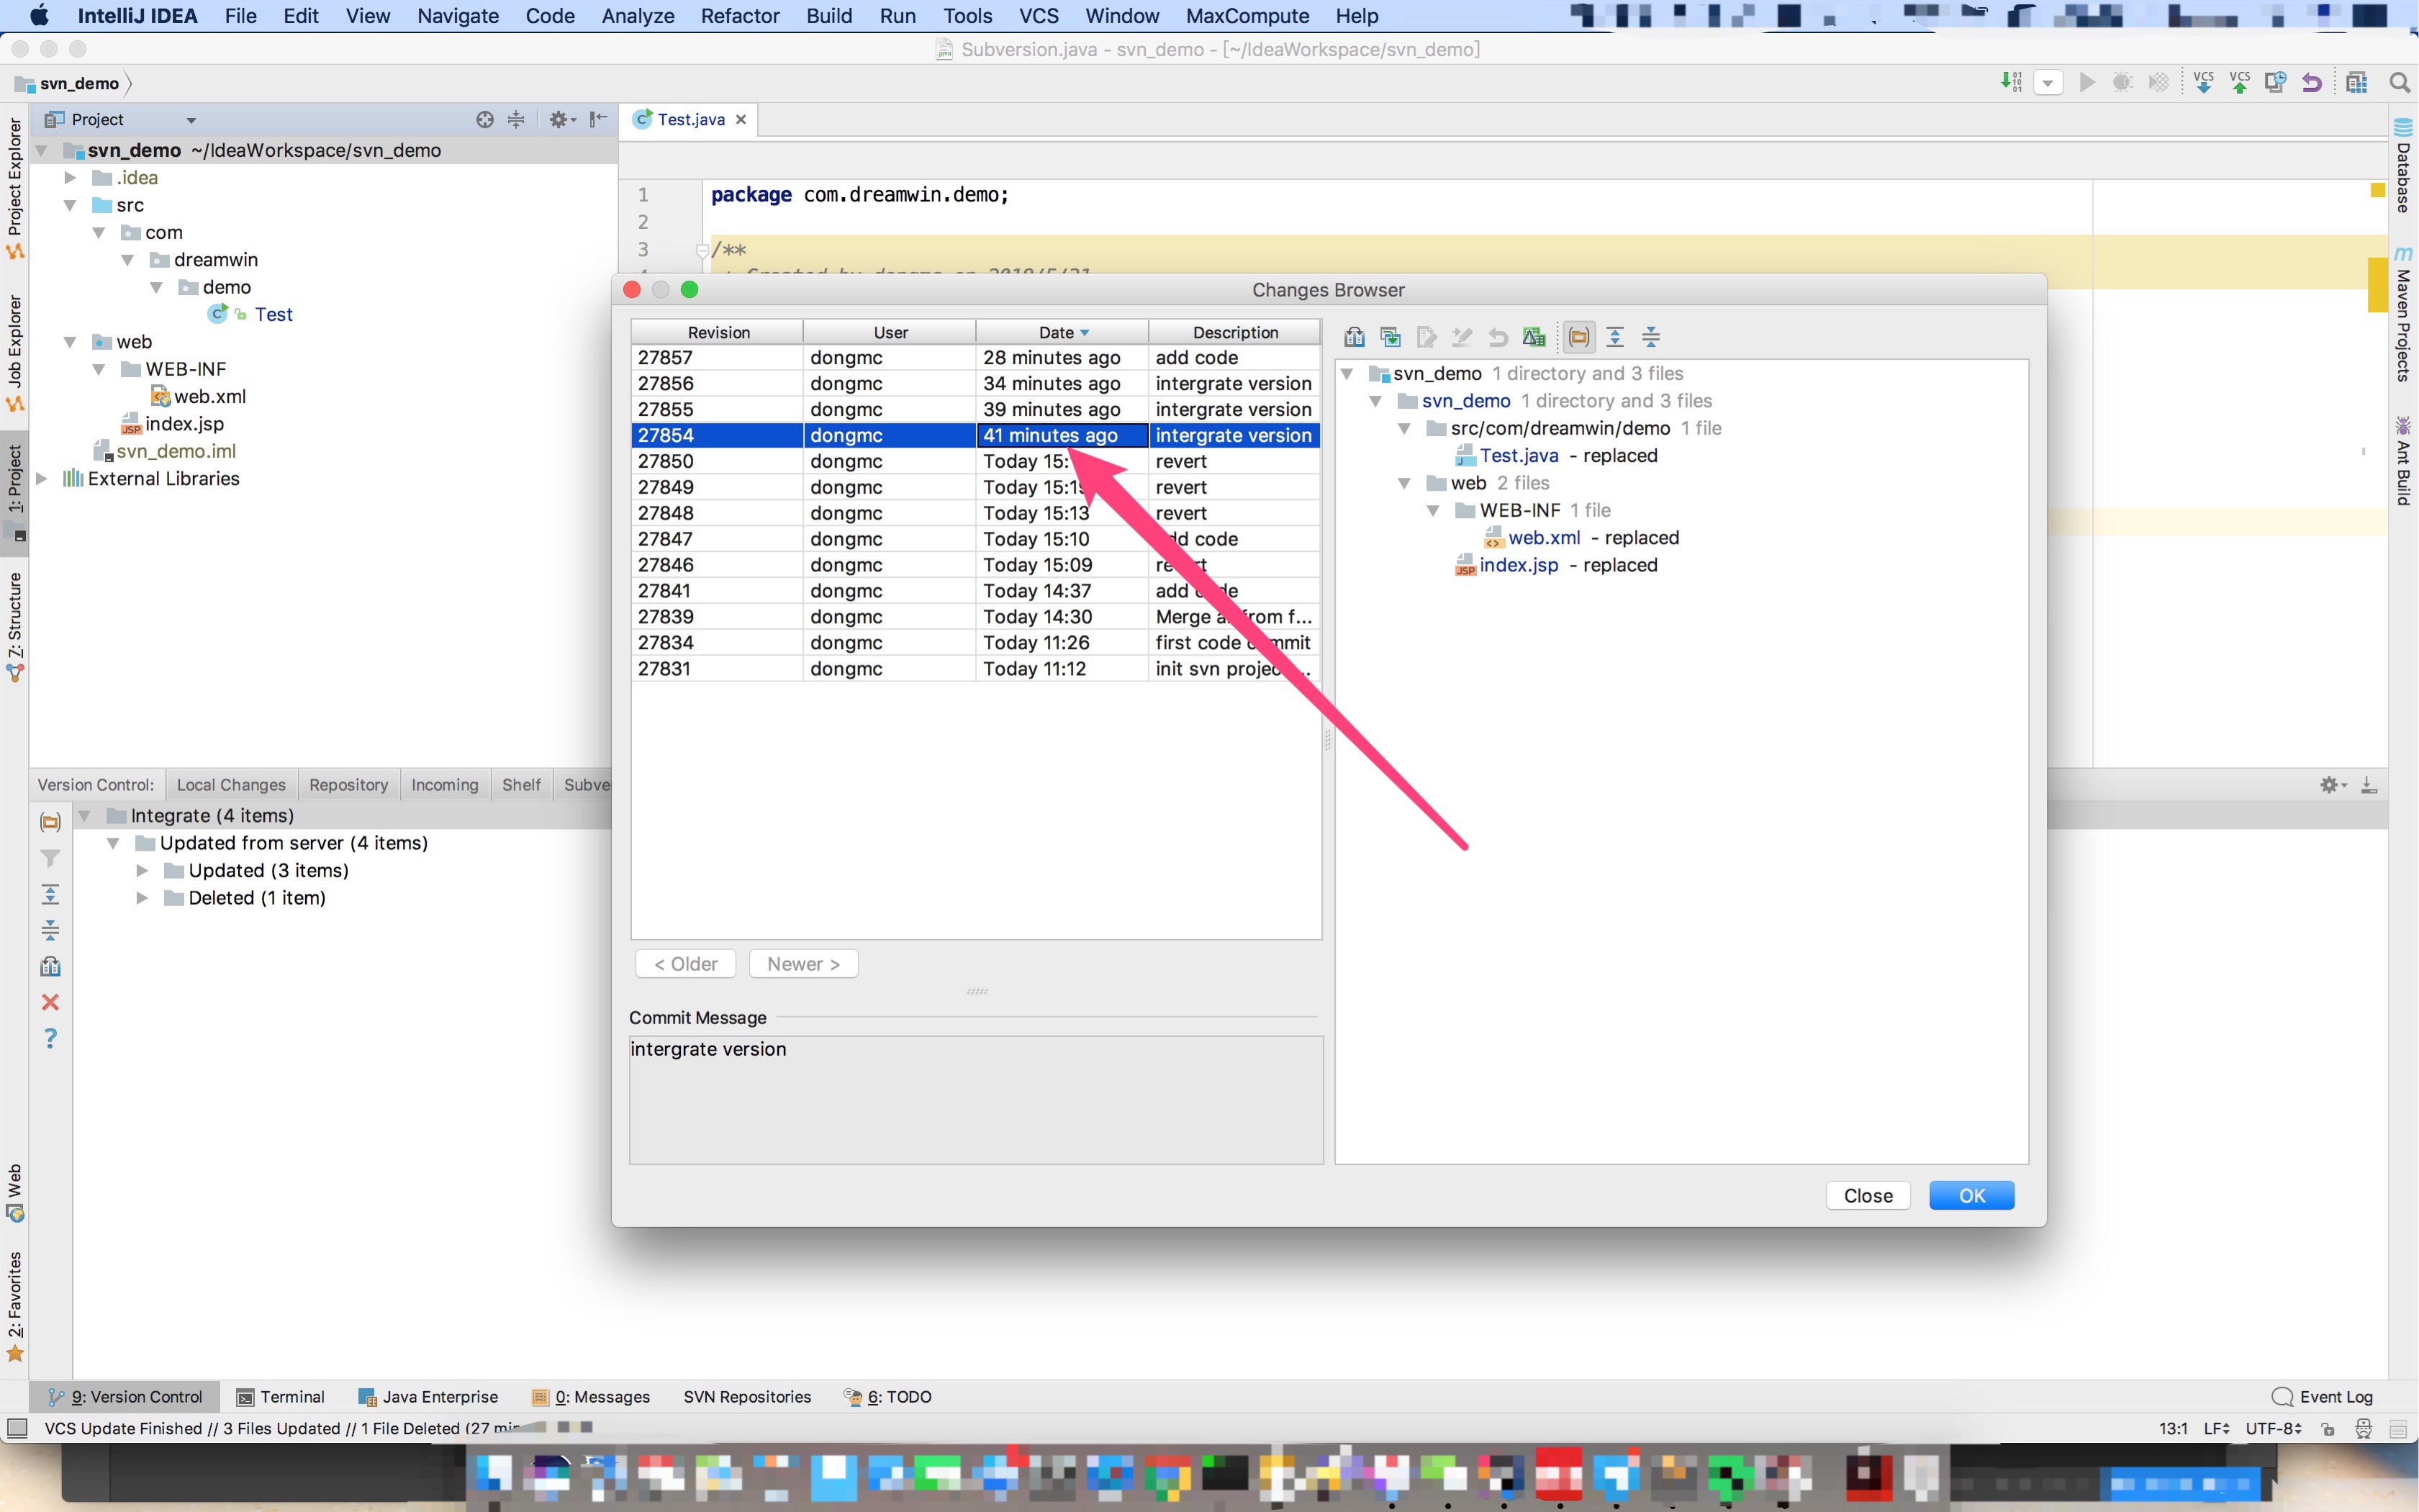 IntelliJ IDEA File Edit View Navigate Code Analyze Refactor Build Run Tools VCS Window MaxCompute Help
Subversion.java - svn_demo - [~/IdeaWorkspace/svn_demo]
svn_demo
VCS VCS
Project
Test.java
svn_demo ~/IdeaWorkspace/svn_demo
.idea
src
com
dreamwin
demo
Test
web
WEB-INF
web.xml
index.jsp
svn_demo.iml
External Libraries
Project Explorer
Job Explorer
1: Project
7: Structure
Web
2: Favorites
1 package com.dreamwin.demo;
2
3 /**
Database
Maven Projects
Ant Build
Changes Browser
Revision User Date Description
27857 dongmc 28 minutes ago add code
27856 dongmc 34 minutes ago intergrate version
27855 dongmc 39 minutes ago intergrate version
27854 dongmc 41 minutes ago intergrate version
27850 dongmc Today 15: revert
27849 dongmc Today 15:19 revert
27848 dongmc Today 15:13 revert
27847 dongmc Today 15:10 add code
27846 dongmc Today 15:09 revert
27841 dongmc Today 14:37 add code
27839 dongmc Today 14:30 Merge all from f...
27834 dongmc Today 11:26 first code commit
27831 dongmc Today 11:12 init svn project...
< Older Newer >
Commit Message
intergrate version
svn_demo 1 directory and 3 files
svn_demo 1 directory and 3 files
src/com/dreamwin/demo 1 file
Test.java - replaced
web 2 files
WEB-INF 1 file
web.xml - replaced
index.jsp - replaced
Close OK
Version Control: Local Changes Repository Incoming Shelf Subve
Integrate (4 items)
Updated from server (4 items)
Updated (3 items)
Deleted (1 item)
9: Version Control Terminal Java Enterprise 0: Messages SVN Repositories 6: TODO Event Log
VCS Update Finished // 3 Files Updated // 1 File Deleted (27 min 13:1 LF UTF-8